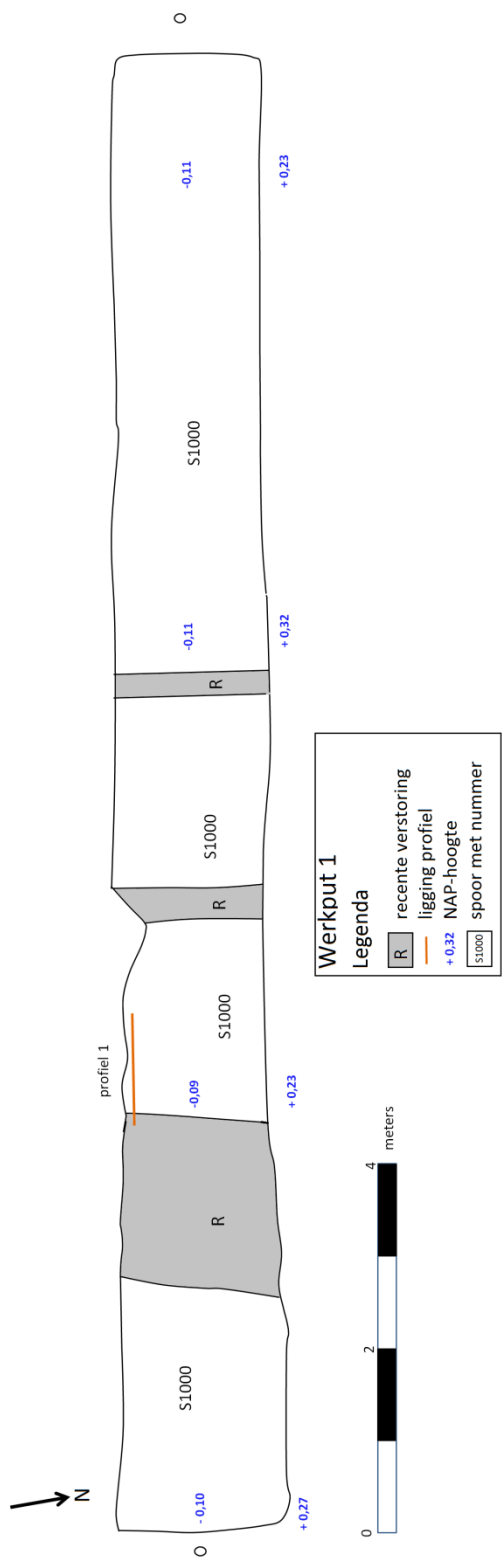 N
O
- 0,10
+ 0,27
S1000
R
profiel 1
-0,09
+ 0,23
S1000
R
S1000
R
-0,11
+ 0,32
S1000
-0,11
+ 0,23
O
0
2
4
meters
Werkput 1
Legenda
R recente verstoring
ligging profiel
+ 0,32 NAP-hoogte
S1000 spoor met nummer